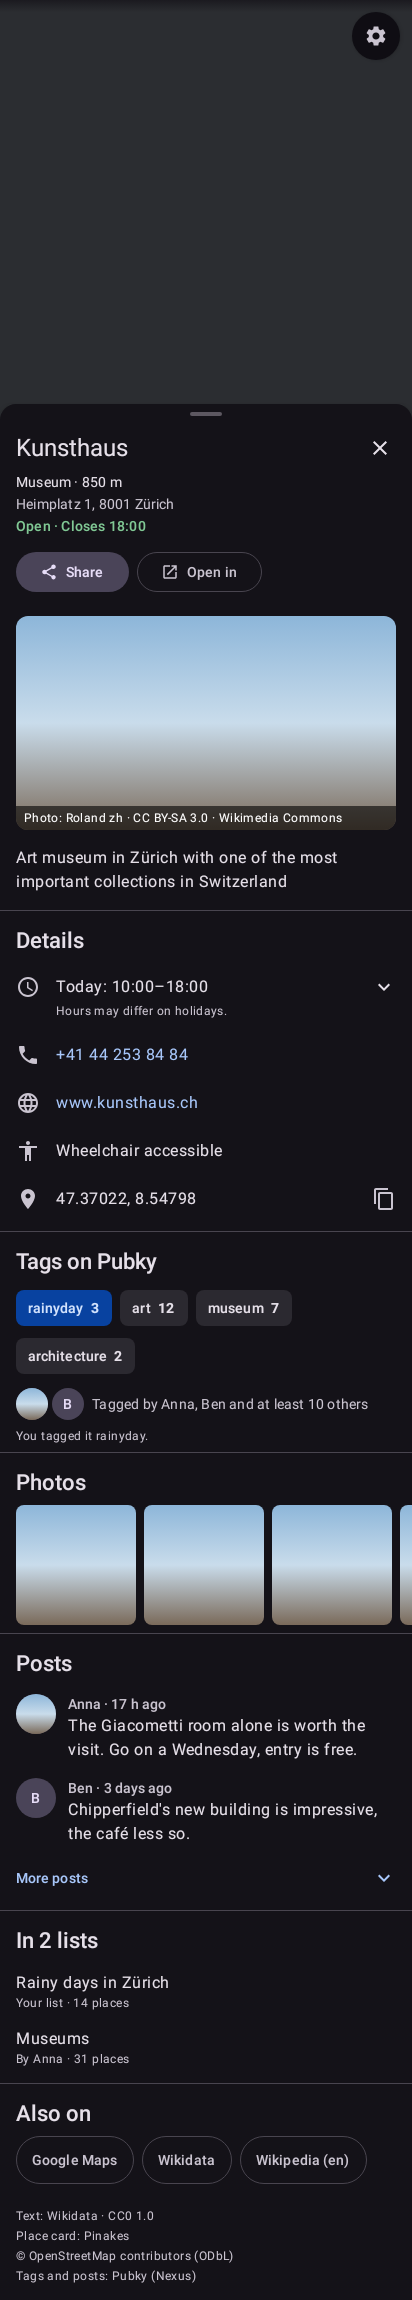 Kunsthaus
Museum · 850 m
Heimplatz 1, 8001 Zürich
Open · Closes 18:00
Share
Open in
Photo: Roland zh · CC BY-SA 3.0 · Wikimedia Commons
Art museum in Zürich with one of the most
important collections in Switzerland
Details
Today: 10:00–18:00
Hours may differ on holidays.
+41 44 253 84 84
www.kunsthaus.ch
Wheelchair accessible
47.37022, 8.54798
Tags on Pubky
rainyday 3 art 12 museum 7
architecture 2
B Tagged by Anna, Ben and at least 10 others
You tagged it rainyday.
Photos
Posts
Anna · 17 h ago
The Giacometti room alone is worth the
visit. Go on a Wednesday, entry is free.
B
Ben · 3 days ago
Chipperfield's new building is impressive,
the café less so.
More posts
In 2 lists
Rainy days in Zürich
Your list · 14 places
Museums
By Anna · 31 places
Also on
Google Maps Wikidata Wikipedia (en)
Text: Wikidata · CC0 1.0
Place card: Pinakes
© OpenStreetMap contributors (ODbL)
Tags and posts: Pubky (Nexus)